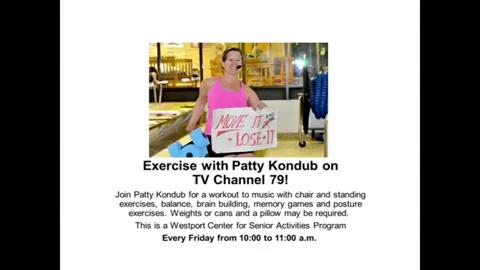 MOVE IT
LOSE IT
Exercise with Patty Kondub on
TV Channel 79!
Join Patty Kondub for a workout to music with chair and standing
exercises, balance, brain building, memory games and posture
exercises. Weights or cans and a pillow may be required.
This is a Westport Center for Senior Activities Program
Every Friday from 10:00 to 11:00 a.m.